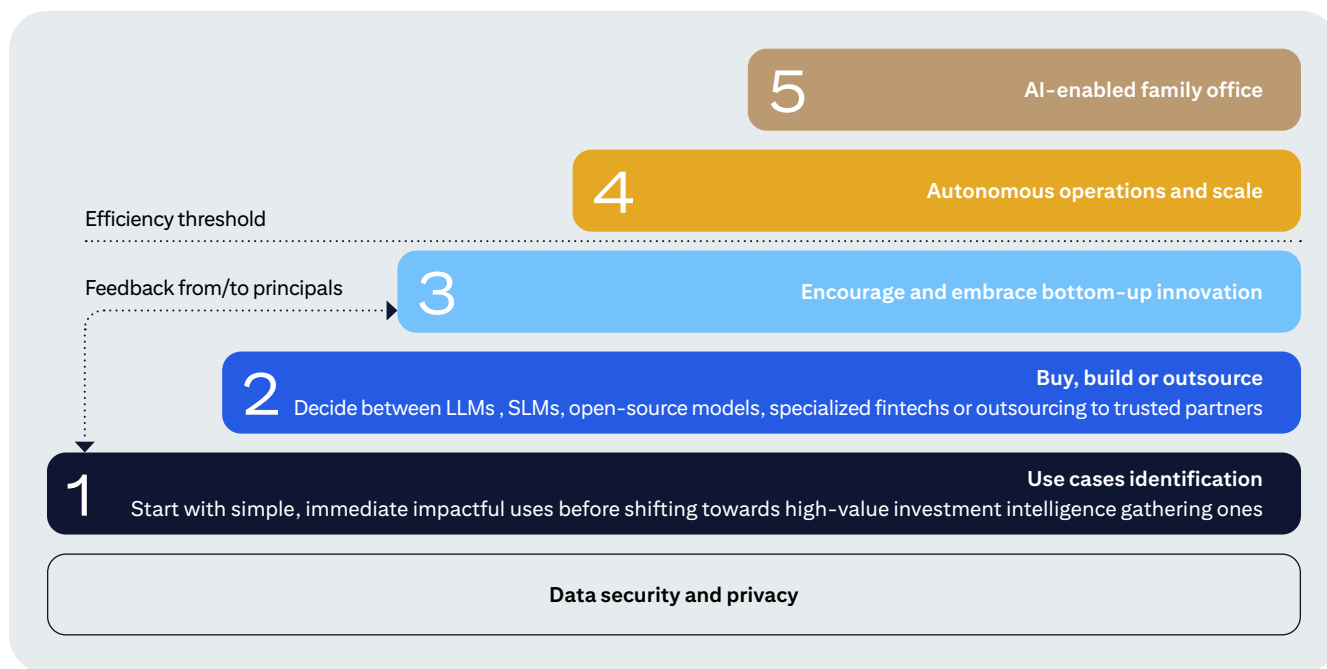 5
AI-enabled family office
4
Autonomous operations and scale
Efficiency threshold
Feedback from/to principals
3
Encourage and embrace bottom-up innovation
2
Buy, build or outsource
Decide between LLMs , SLMs, open-source models, specialized fintechs or outsourcing to trusted partners
1
Use cases identification
Start with simple, immediate impactful uses before shifting towards high-value investment intelligence gathering ones
Data security and privacy